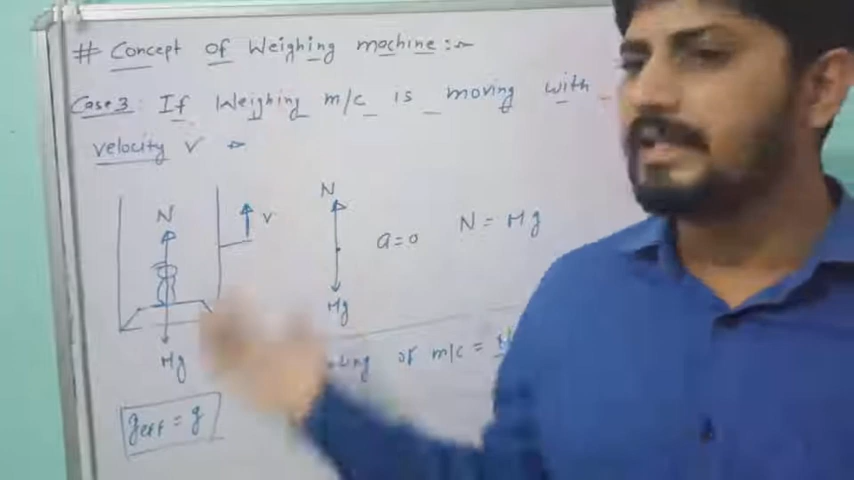 # Concept of Weighing machine :-
Case 3: If Weighing m/c is moving with
velocity v
N
v
Mg
N
Mg
a=0
N = Mg
of m/c =
geff = g